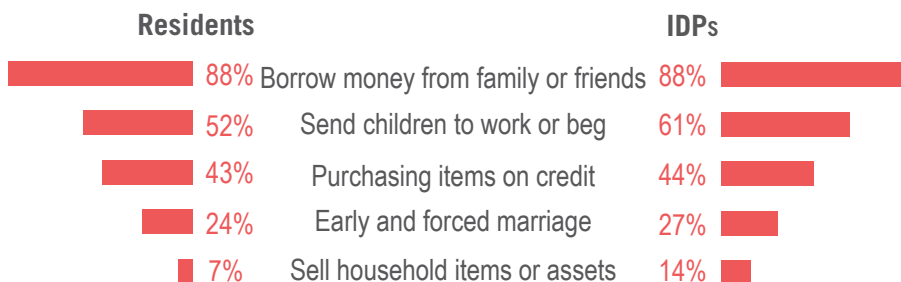 Residents IDPs
88% Borrow money from family or friends 88%
52% Send children to work or beg 61%
43% Purchasing items on credit 44%
24% Early and forced marriage 27%
7% Sell household items or assets 14%